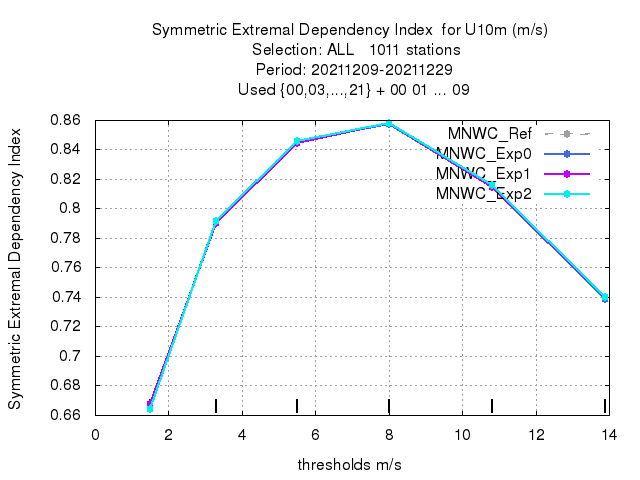 Symmetric Extremal Dependency Index for U10m (m/s)
Selection: ALL 1011 stations
Period: 20211209-20211229
Used {00,03,...,21} + 00 01 ... 09
Symmetric Extremal Dependency Index
0.86
0.84
0.82
0.8
0.78
0.76
0.74
0.72
0.7
0.68
0.66
MNWC_Ref
MNWC_Exp0
MNWC_Exp1
MNWC_Exp2
0 2 4 6 8 10 12 14
thresholds m/s